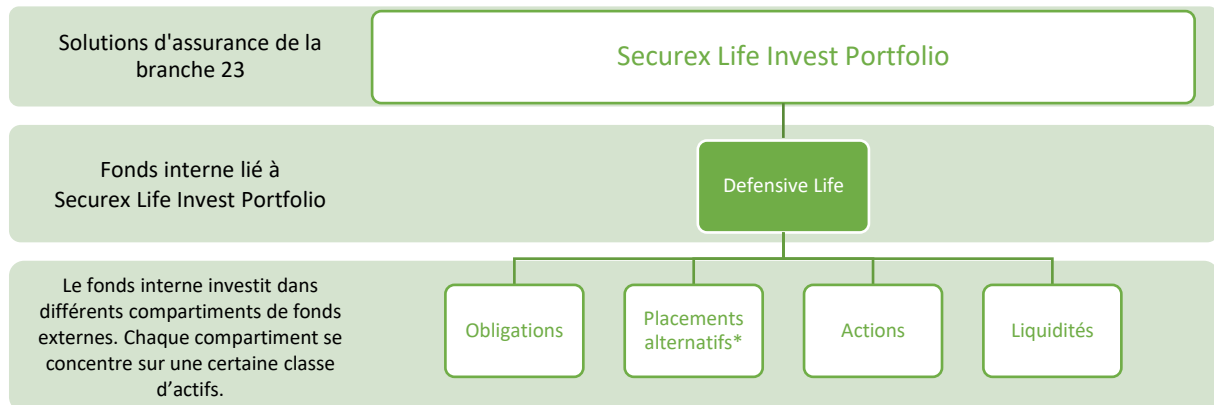 Solutions d'assurance de la
branche 23
Securex Life Invest Portfolio
Fonds interne lié à
Securex Life Invest Portfolio
Defensive Life
Le fonds interne investit dans
différents compartiments de fonds
externes. Chaque compartiment se
concentre sur une certaine classe
d’actifs.
Obligations
Placements
alternatifs*
Actions
Liquidités